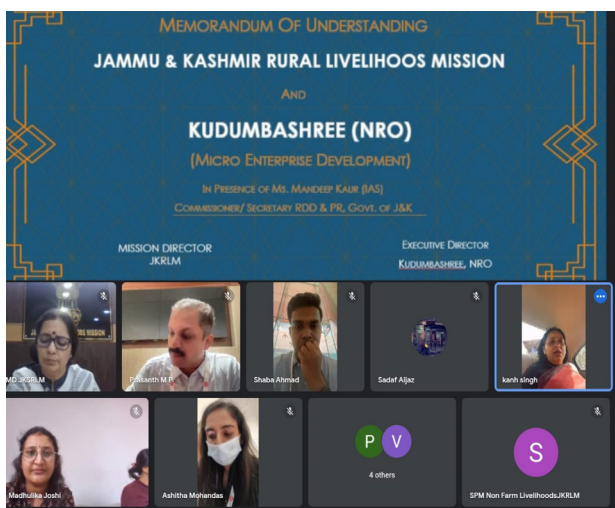 MEMORANDUM OF UNDERSTANDING
JAMMU & KASHMIR RURAL LIVELIHOOS MISSION
AND
KUDUMBASHREE (NRO)
(MICRO ENTERPRISE DEVELOPMENT)
IN PRESENCE OF MS. MANDEEP KAUR (IAS)
COMMISSIONER/ SECRETARY RDD & PR, GOVT. OF J&K
MISSION DIRECTOR
JKRLM
EXECUTIVE DIRECTOR
KUDUMBASHREE, NRO
MISSION
MD JKSRLM
Prasanth M P
Shaba Ahmad
Sadaf Aljaz
kanh singh
Madhulika Joshi
Ashitha Mohandas
P V
4 others
S
SPM Non Farm LivelihoodsJKRLM